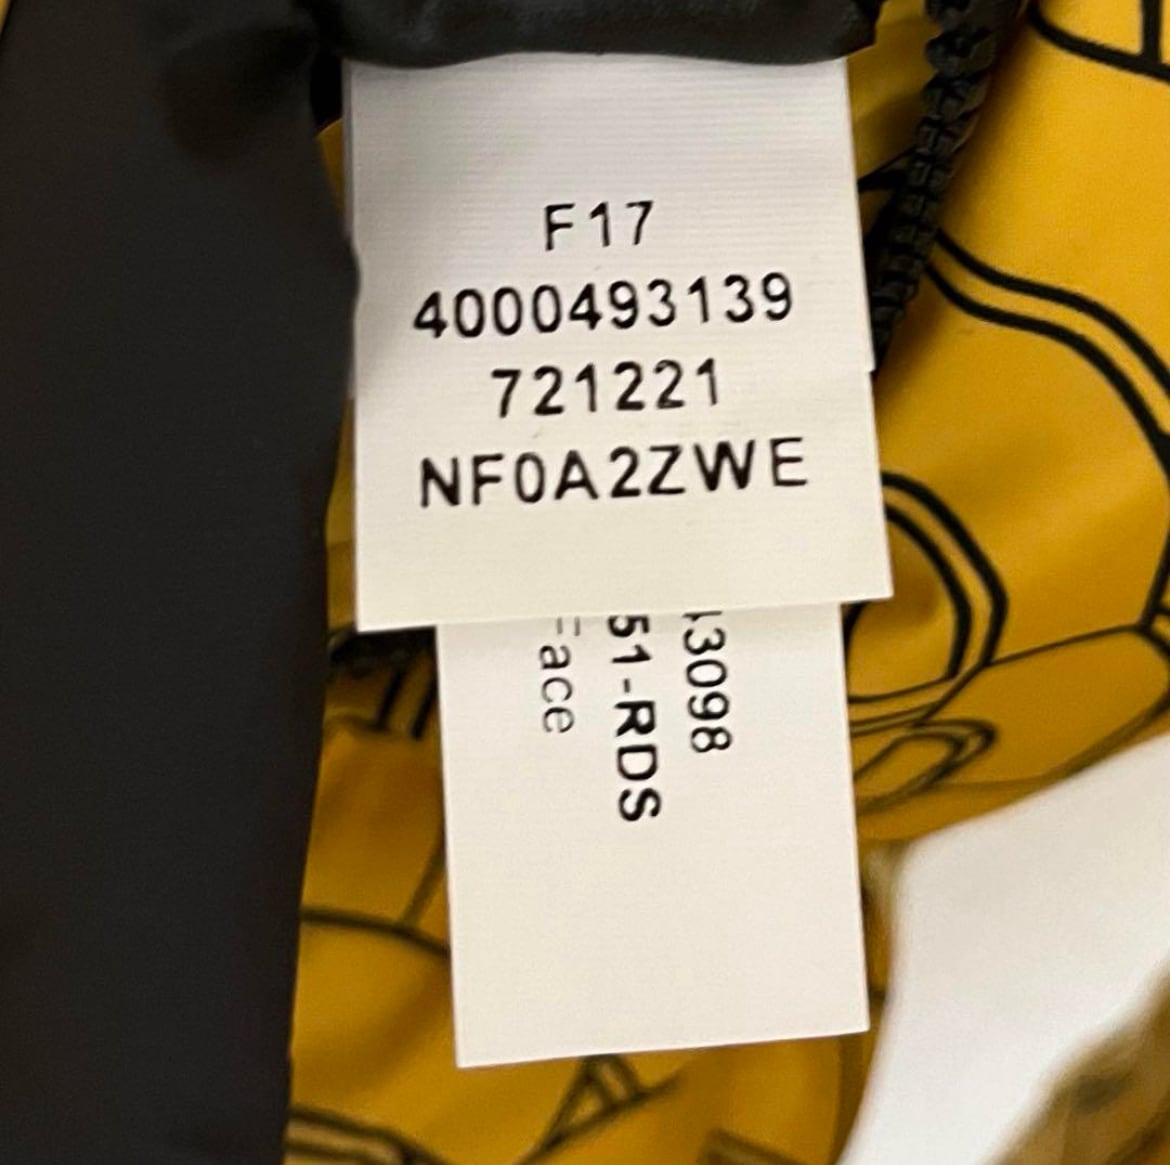 F17
4000493139
721221
NF0A2ZWE
3098
51-RDS
ace